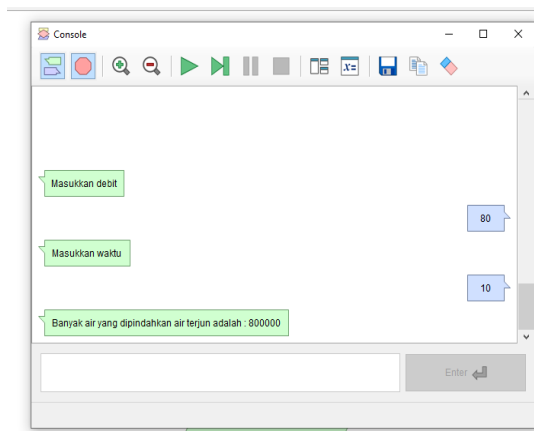 Console
x=
Masukkan debit
80
Masukkan waktu
10
Banyak air yang dipindahkan air terjun adalah : 800000
Enter